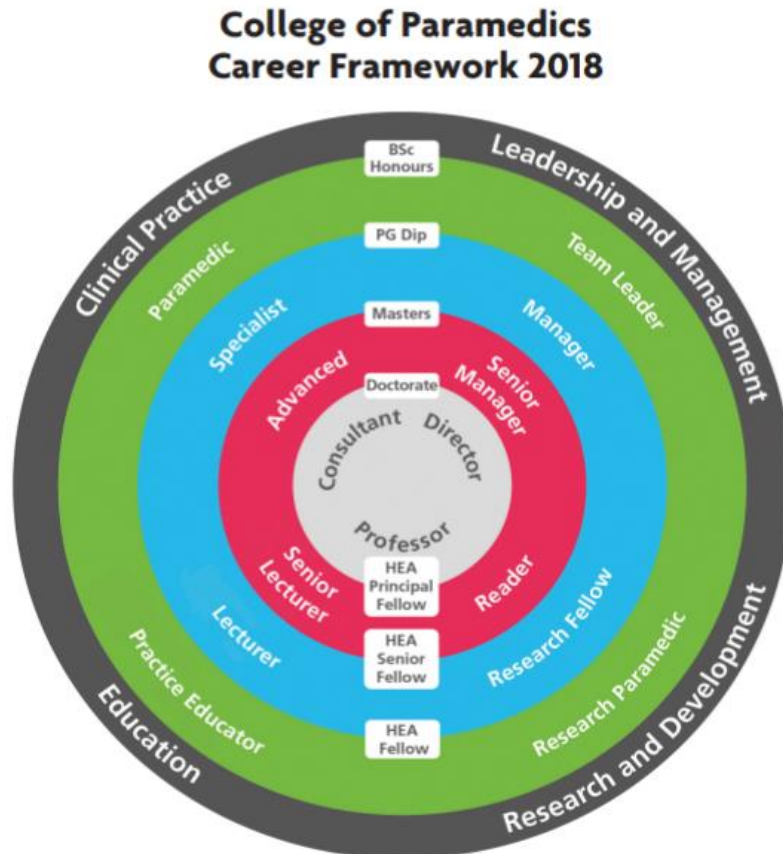 College of Paramedics
Career Framework 2018
BSc
Honours
Clinical Practice
Leadership and Management
Paramedic
Team Leader
PG Dip
Specialist
Manager
Masters
Advanced
Senior
Manager
Doctorate
Consultant
Director
Professor
HEA
Principal
Fellow
Senior
Lecturer
Reader
HEA
Senior
Fellow
Lecturer
Research Fellow
HEA
Fellow
Practice Educator
Research Paramedic
Education
Research and Development